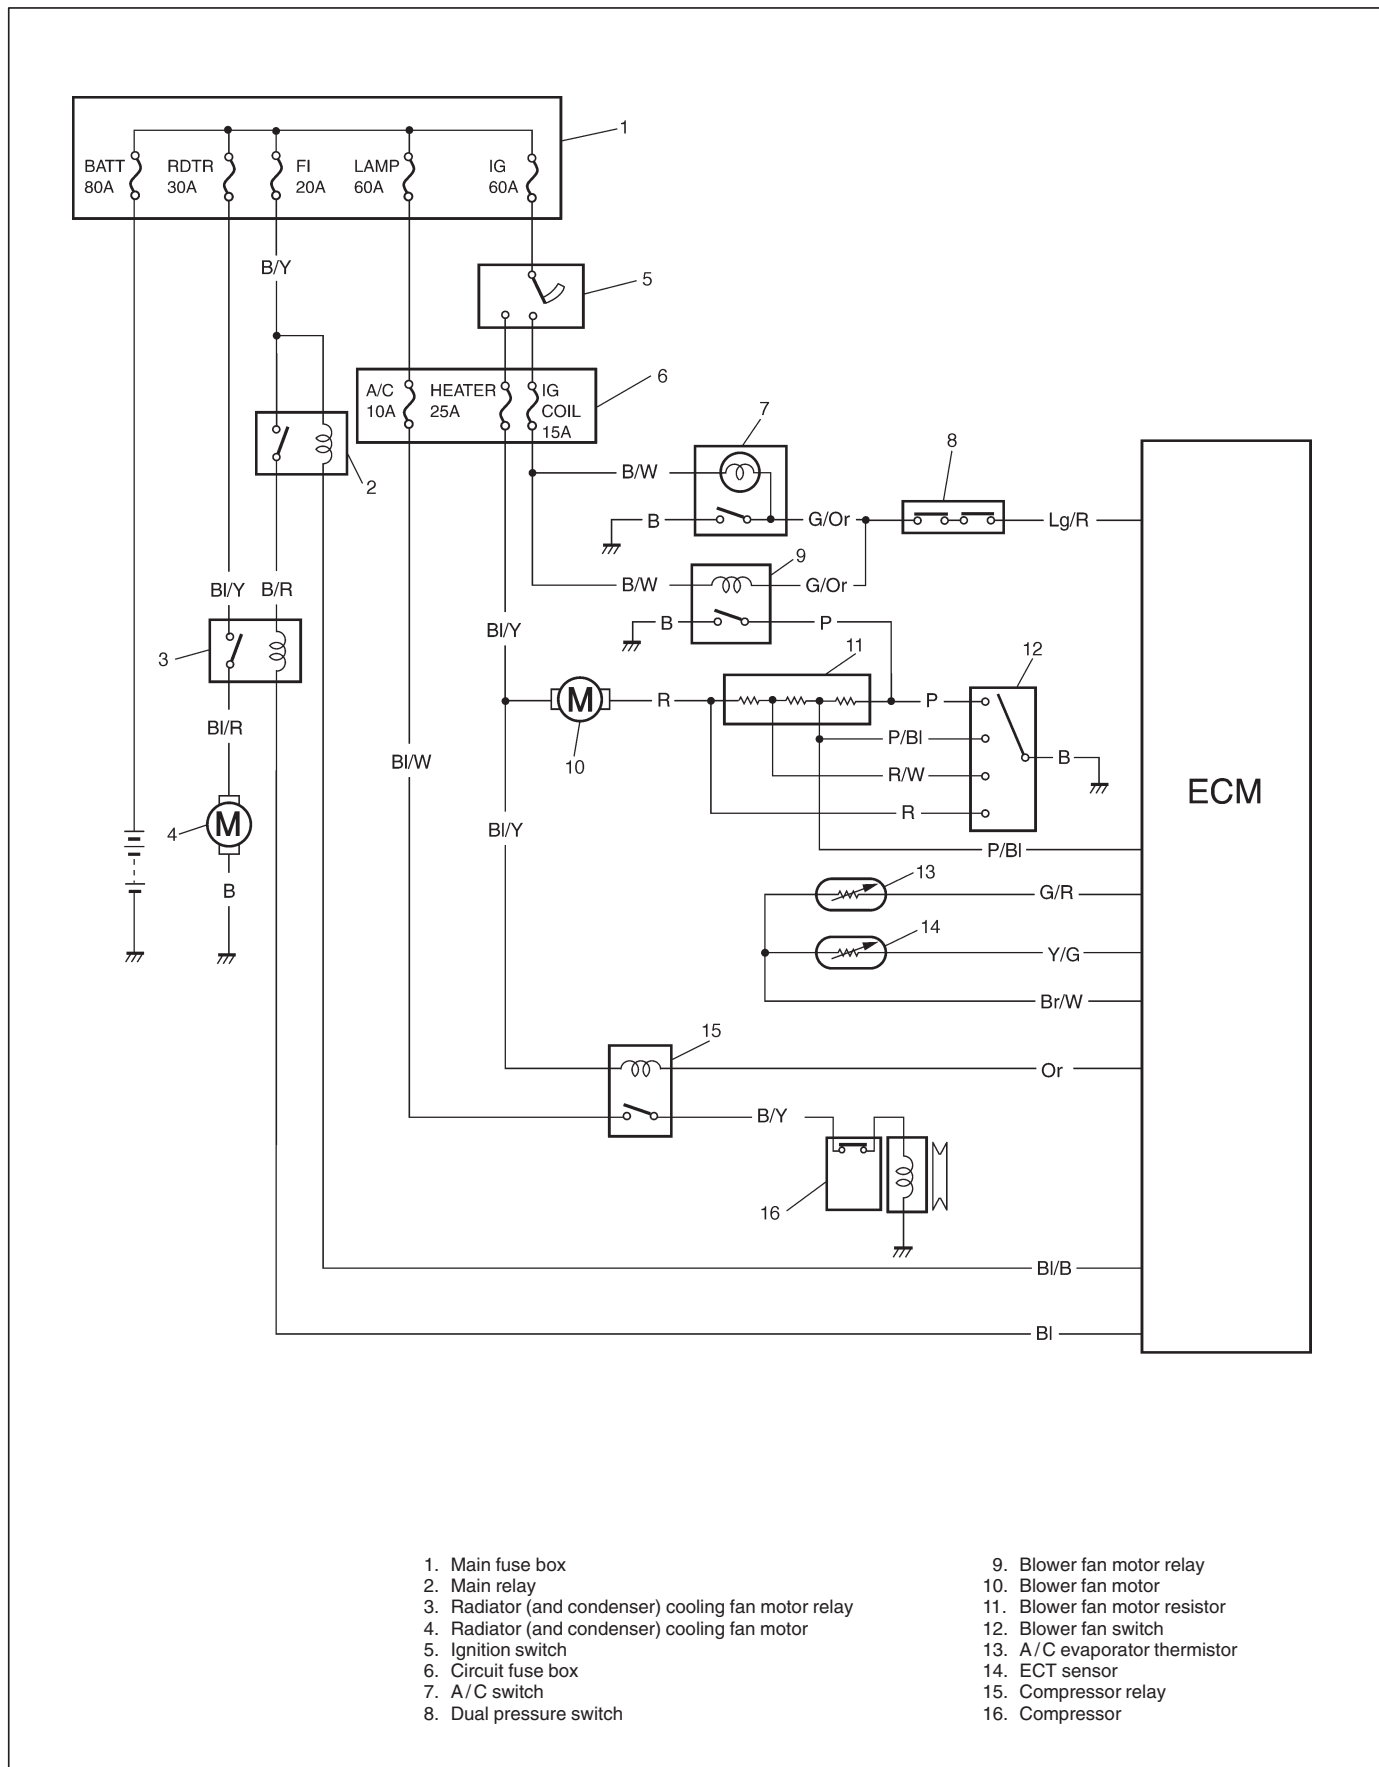 1
BATT RDTR FI LAMP IG
80A 30A 20A 60A 60A
B/Y
5
6
A/C HEATER IG
10A 25A COIL
15A
7
8
2
B/W
B G/Or Lg/R
9
Bl/Y B/R B/W G/Or
B P
Bl/Y
3 11 12
M R P
Bl/R
10 P/Bl
Bl/W B
R/W
ECM
R
4 M Bl/Y
P/Bl
13
B G/R
14
Y/G
Br/W
15
Or
B/Y
16
Bl/B
Bl
1. Main fuse box
2. Main relay
3. Radiator (and condenser) cooling fan motor relay
4. Radiator (and condenser) cooling fan motor
5. Ignition switch
6. Circuit fuse box
7. A/C switch
8. Dual pressure switch
9. Blower fan motor relay
10. Blower fan motor
11. Blower fan motor resistor
12. Blower fan switch
13. A/C evaporator thermistor
14. ECT sensor
15. Compressor relay
16. Compressor